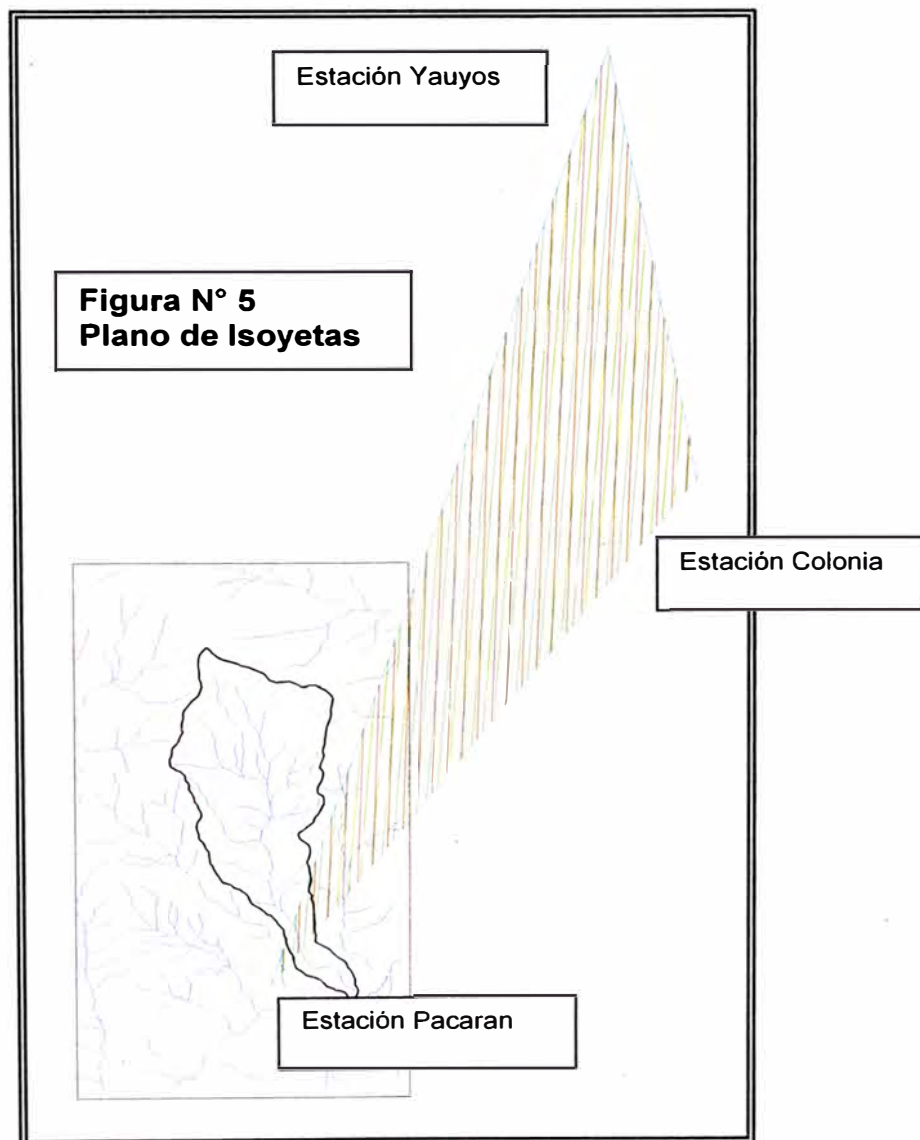 Estación Yauyos
Figura N° 5
Plano de Isoyetas
Estación Colonia
Estación Pacaran